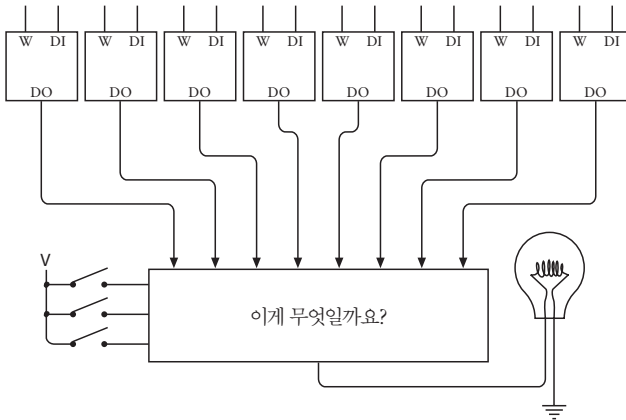 W DI W DI W DI W DI W DI W DI W DI W DI
DO DO DO DO DO DO DO DO
V
이게 무엇일까요?